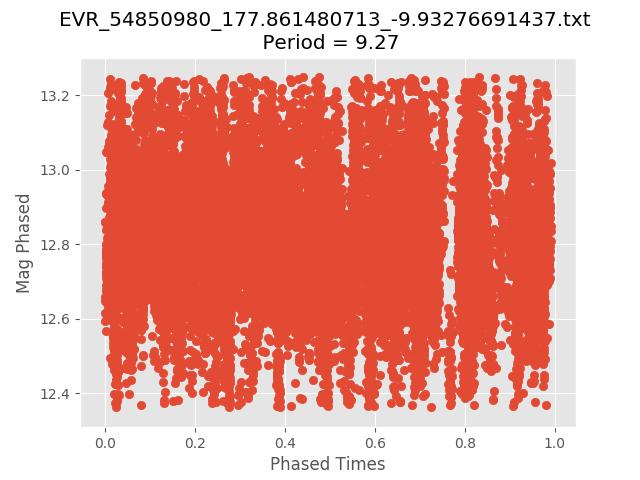 EVR_54850980_177.861480713_-9.93276691437.txt
Period = 9.27
13.2
13.0
12.8
12.6
12.4
Mag Phased
0.0 0.2 0.4 0.6 0.8 1.0
Phased Times